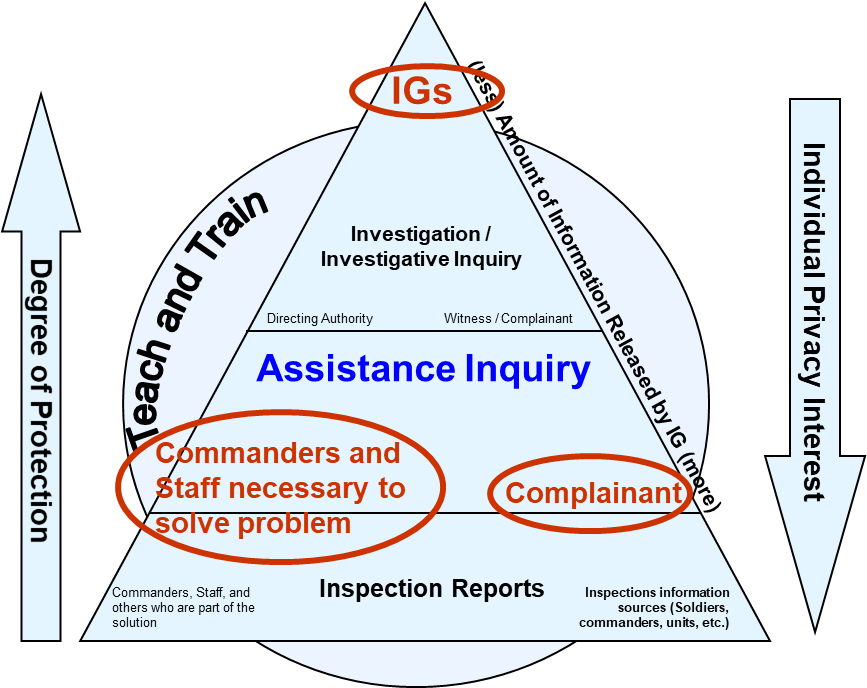 IGs
(less) Amount of Information Released by IG (more)
Teach and Train
Degree of Protection
Individual Privacy Interest
Investigation /
Investigative Inquiry
Directing Authority
Witness / Complainant
Assistance Inquiry
Commanders and
Staff necessary to
solve problem
Complainant
Inspection Reports
Commanders, Staff, and
others who are part of the
solution
Inspections information
sources (Soldiers,
commanders, units, etc.)